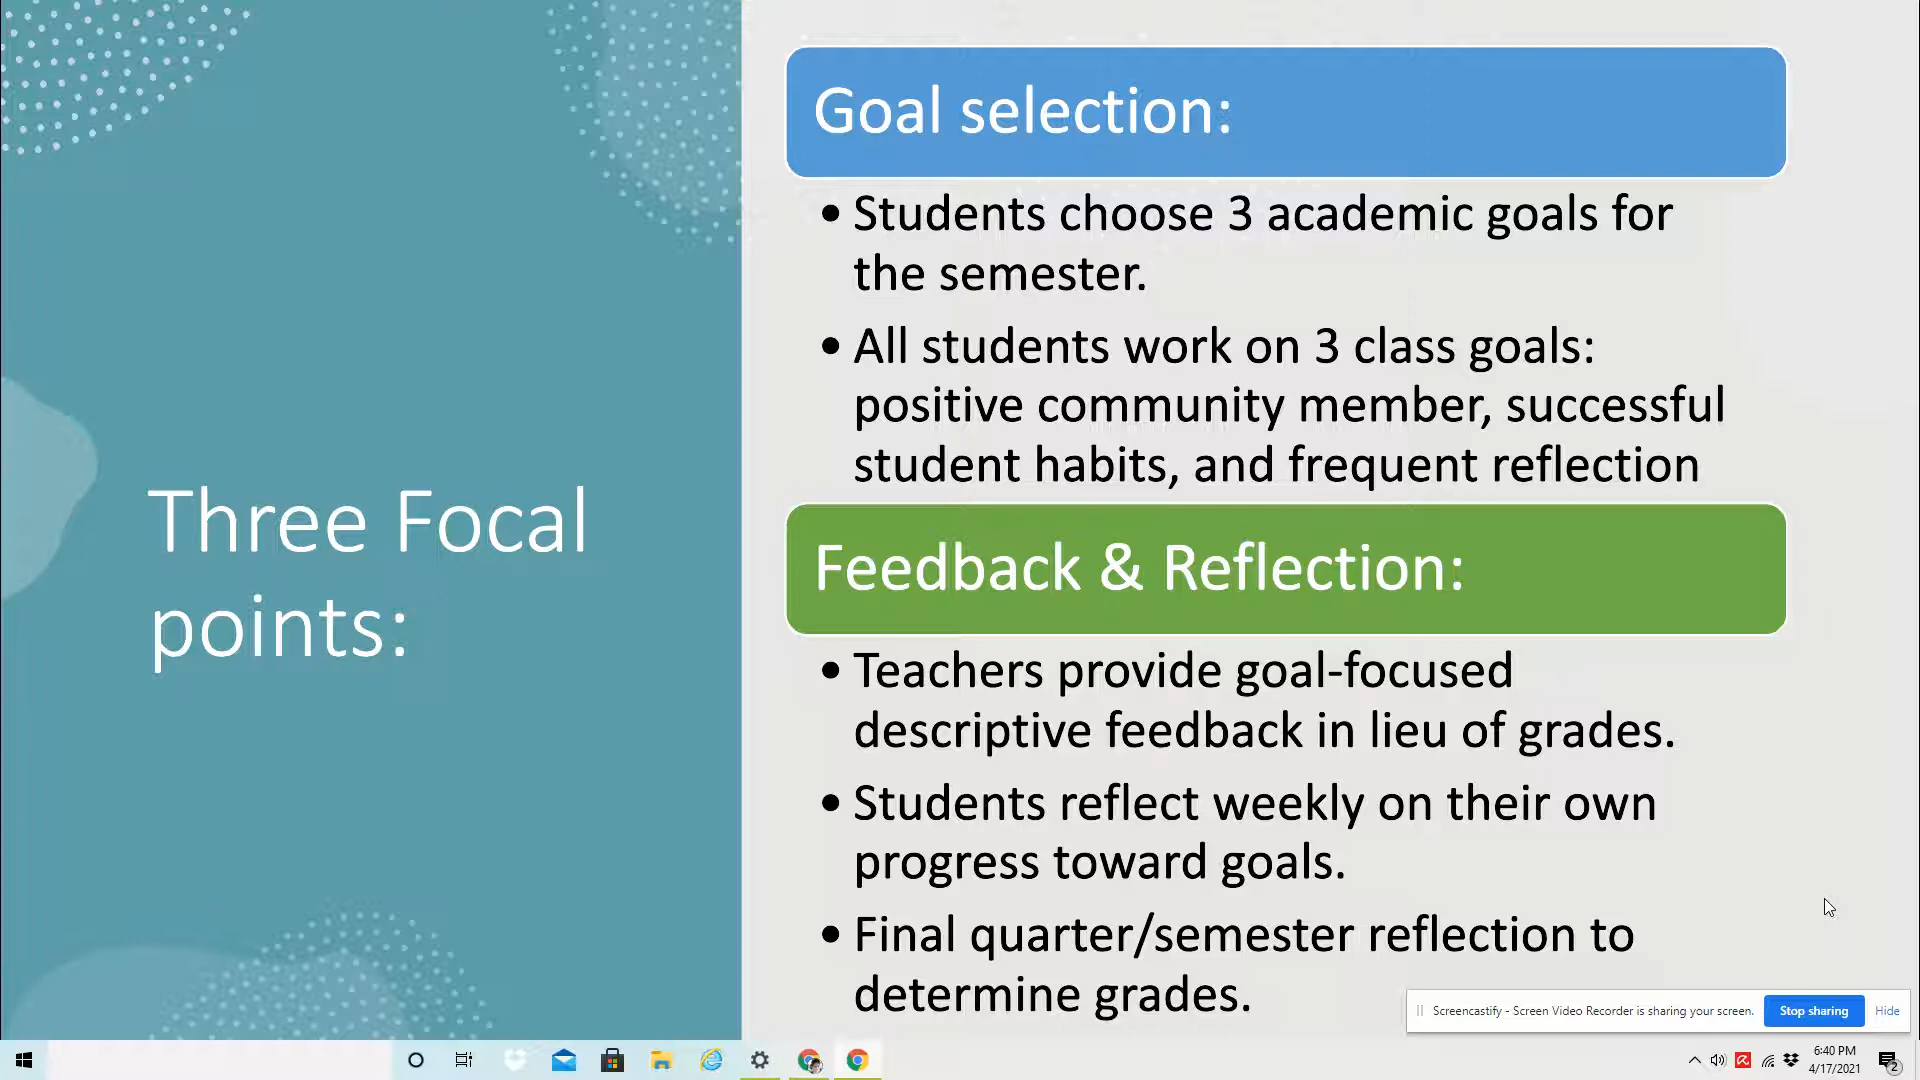 Three Focal
points:
Goal selection:
• Students choose 3 academic goals for
the semester.
• All students work on 3 class goals:
positive community member, successful
student habits, and frequent reflection
Feedback & Reflection:
• Teachers provide goal-focused
descriptive feedback in lieu of grades.
• Students reflect weekly on their own
progress toward goals.
• Final quarter/semester reflection to
determine grades.
Screencastify - Screen Video Recorder is sharing your screen.
Stop sharing
Hide
6:40 PM
4/17/2021
2